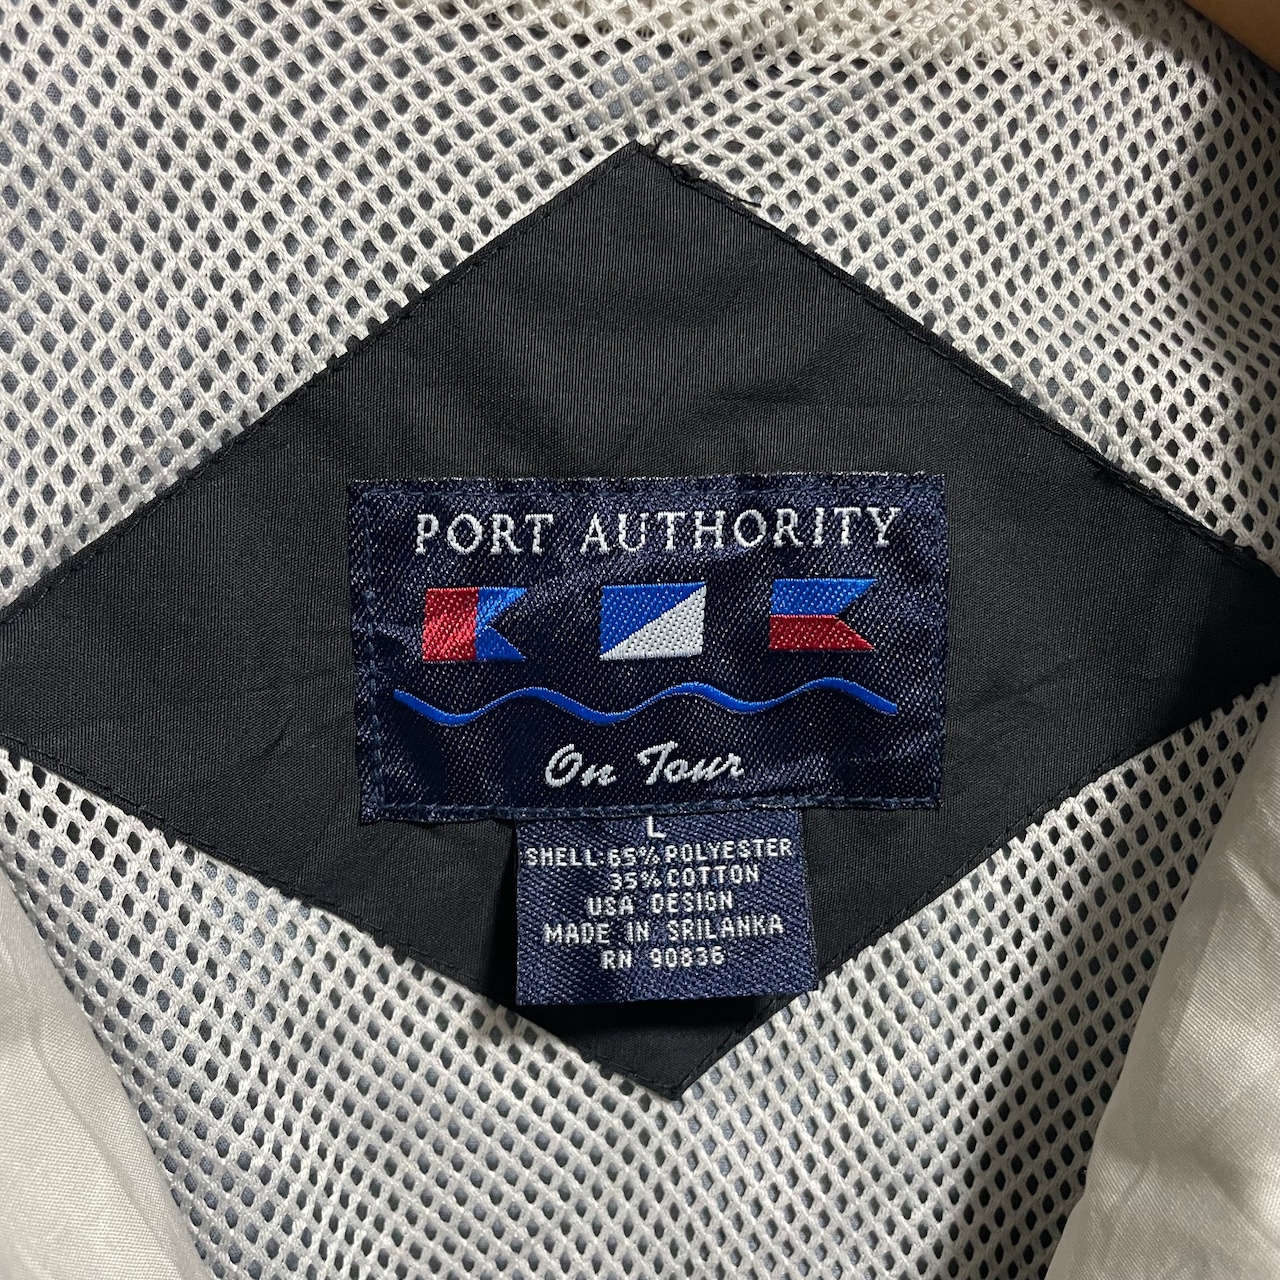 PORT AUTHORITY
On Tour
L
SHELL:65%POLYESTER
35%COTTON
USA DESIGN
MADE IN SRILANKA
RN 90836